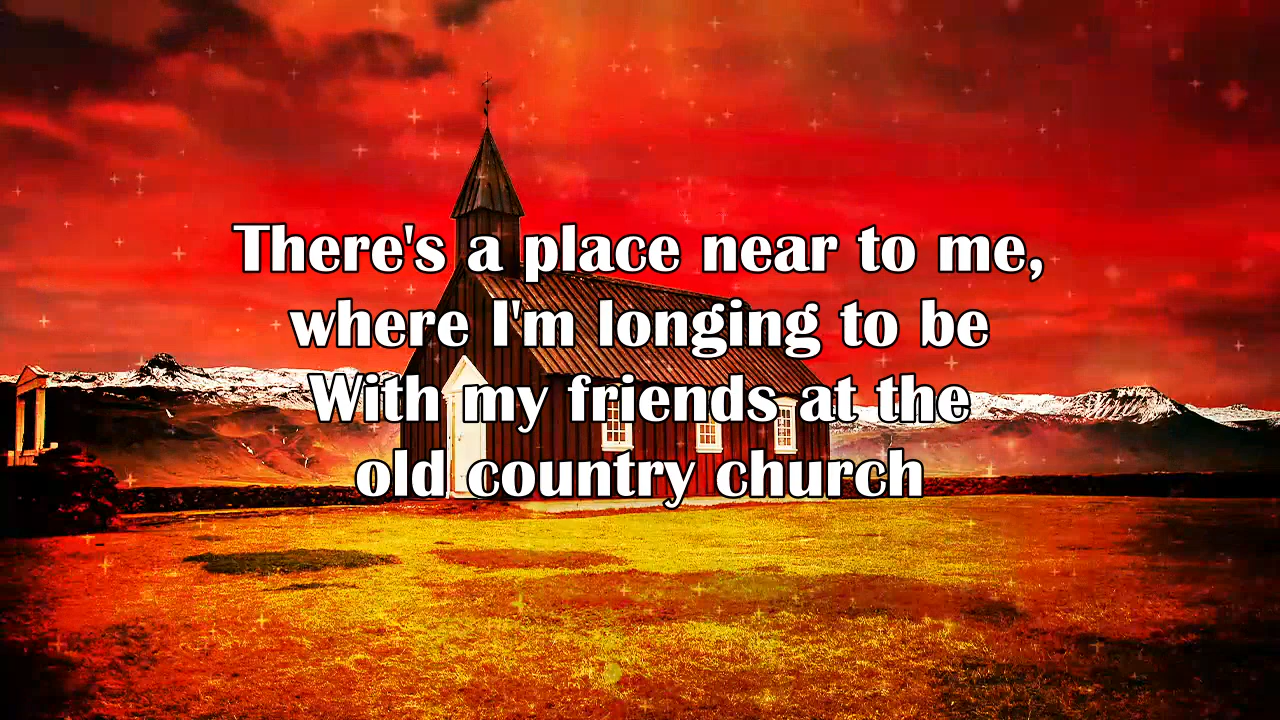 There's a place near to me,
where I'm longing to be
With my friends at the
old country church